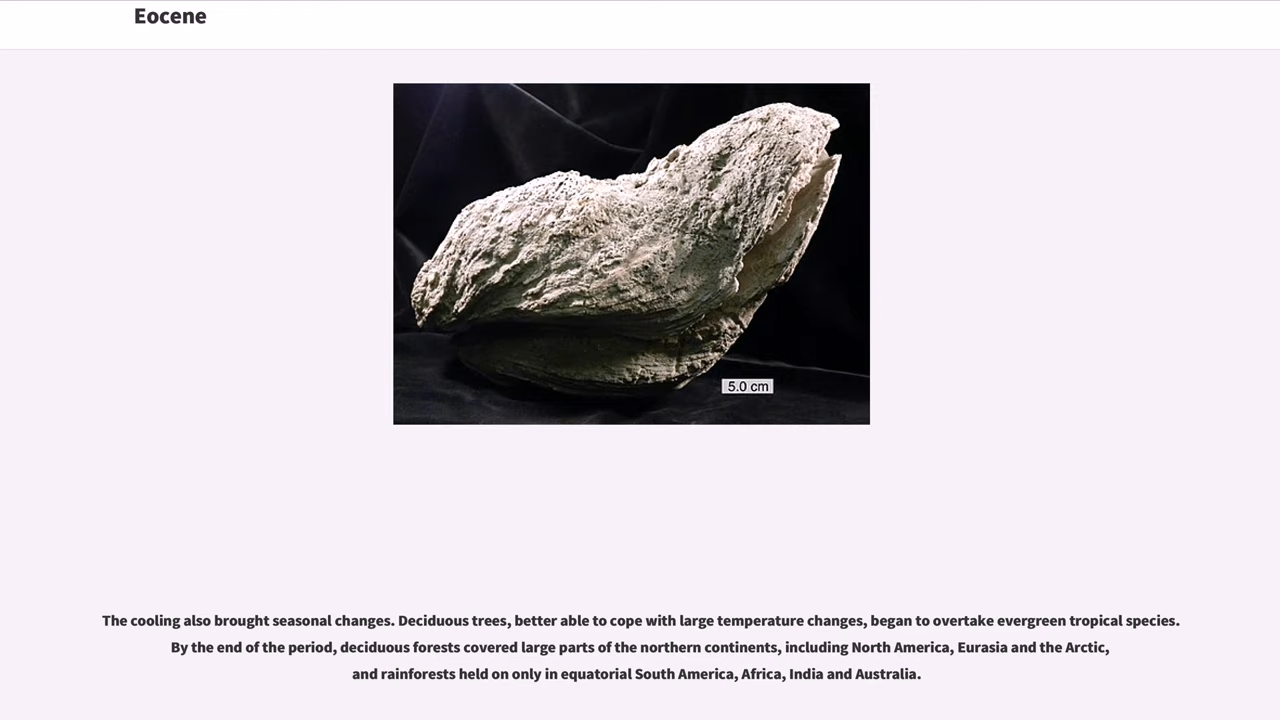 Eocene
5.0 cm
The cooling also brought seasonal changes. Deciduous trees, better able to cope with large temperature changes, began to overtake evergreen tropical species.
By the end of the period, deciduous forests covered large parts of the northern continents, including North America, Eurasia and the Arctic,
and rainforests held on only in equatorial South America, Africa, India and Australia.